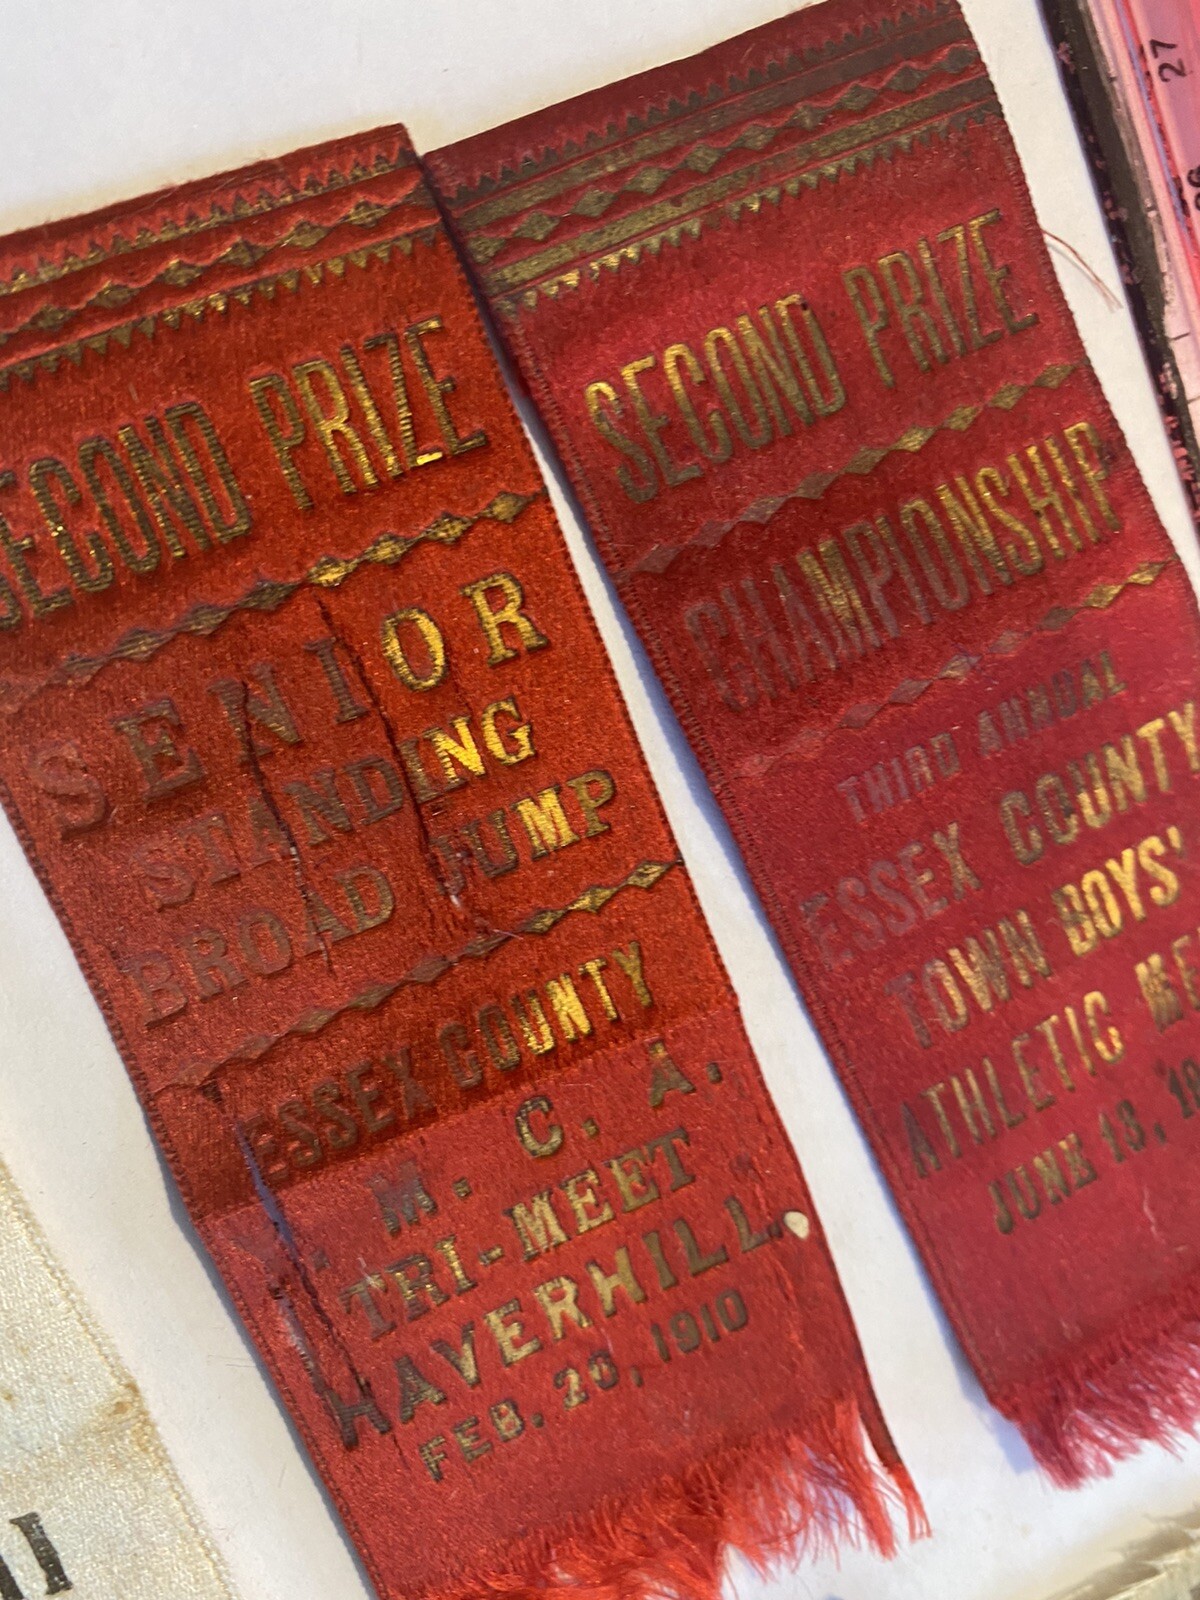 SECOND PRIZE
SENIOR
STANDING
BROAD JUMP
ESSEX COUNTY
M. C. A.
TRI-MEET
HAVERHILL.
FEB. 26, 1910
SECOND PRIZE
CHAMPIONSHIP
THIRD ANNUAL
ESSEX COUNTY
TOWN BOYS'
ATHLETIC
JUNE 18,
27